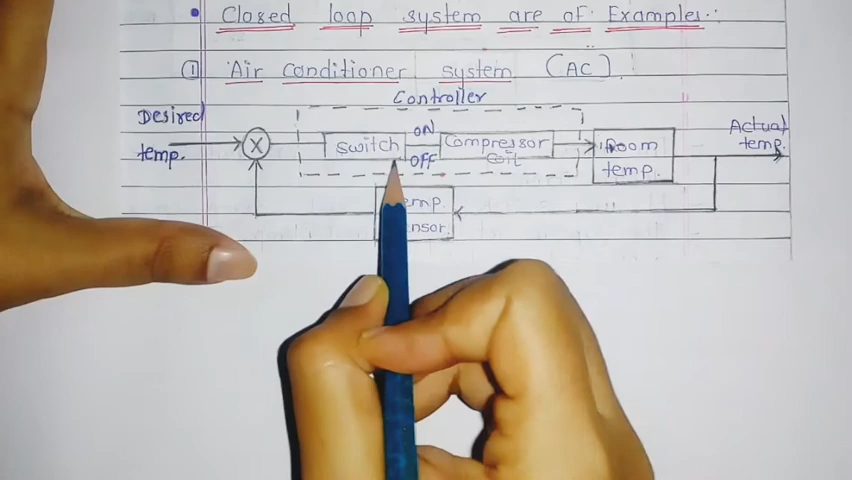 • Closed loop system are of Examples:
① Air conditioner system (AC).
Controller
Desired temp.
X
switch
ON
OFF
Compressor coil
Room temp.
Actual temp.